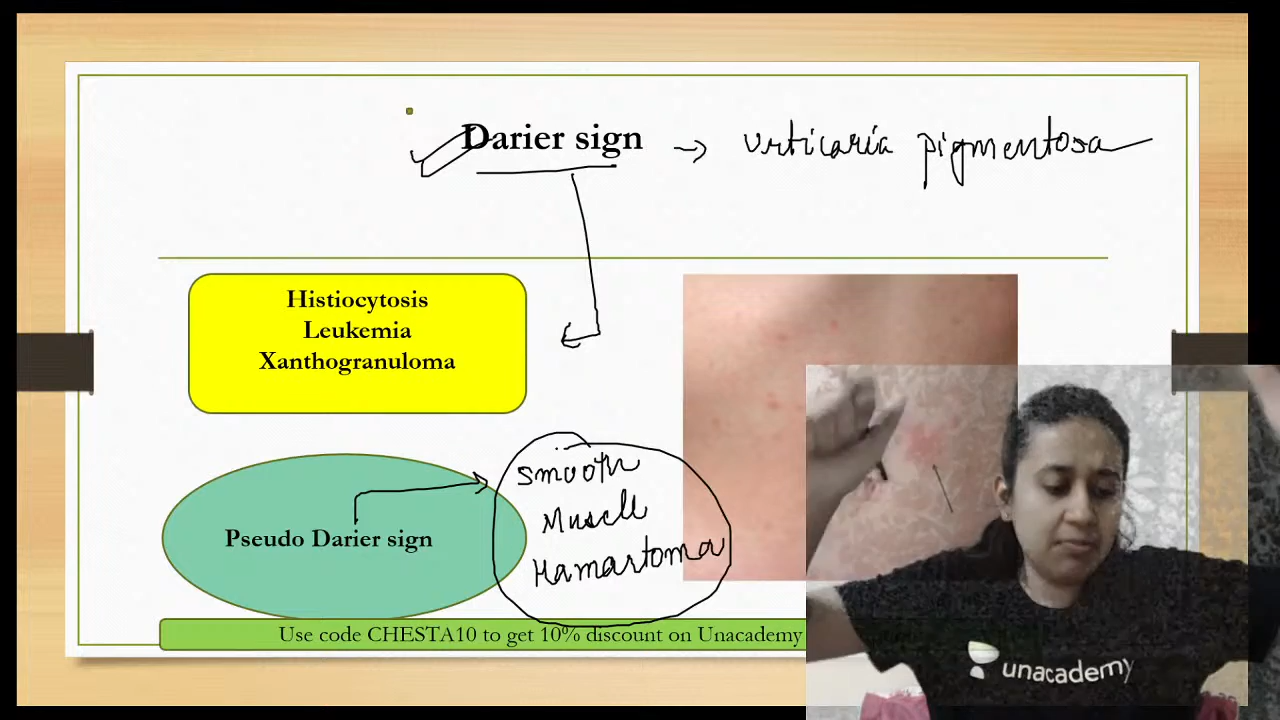 Darier sign → urticaria pigmentosa
Histiocytosis
Leukemia
Xanthogranuloma
smooth
Muscle
Hamartoma
Pseudo Darier sign
Use code CHESTA10 to get 10% discount on Unacademy
unacademy